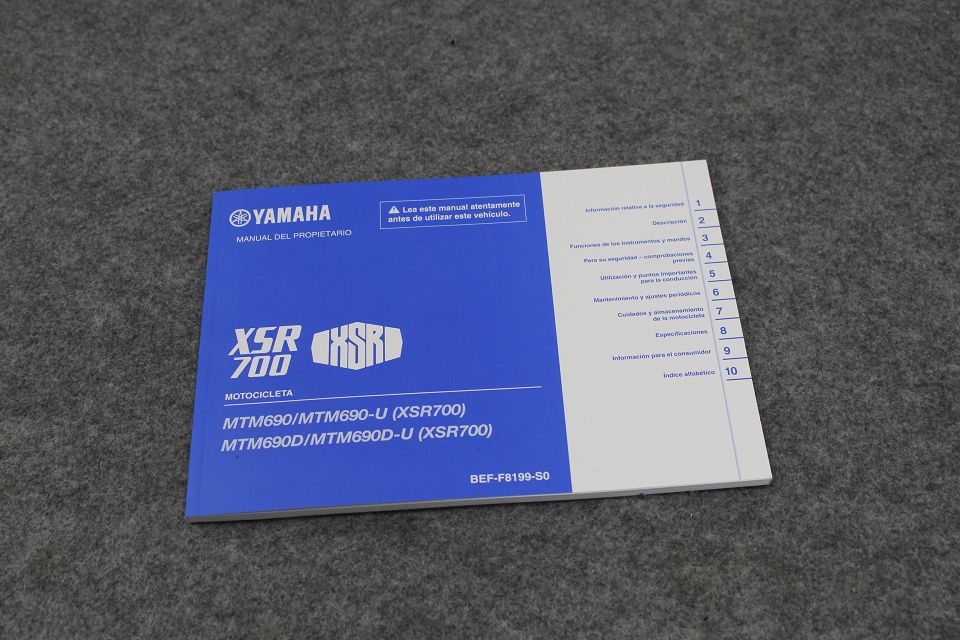 YAMAHA
MANUAL DEL PROPIETARIO
Lea este manual atentamente
antes de utilizar este vehículo.
XSR
700
XSR
MOTOCICLETA
MTM690/MTM690-U (XSR700)
MTM690D/MTM690D-U (XSR700)
BEF-F8199-S0
Información relativa a la seguridad 1
Descripción 2
Funciones de los instrumentos y mandos 3
Para su seguridad – comprobaciones
previas 4
Utilización y puntos importantes
para la conducción 5
Mantenimiento y ajustes periódicos 6
Cuidados y almacenamiento
de la motocicleta 7
Especificaciones 8
Información para el consumidor 9
Índice alfabético 10